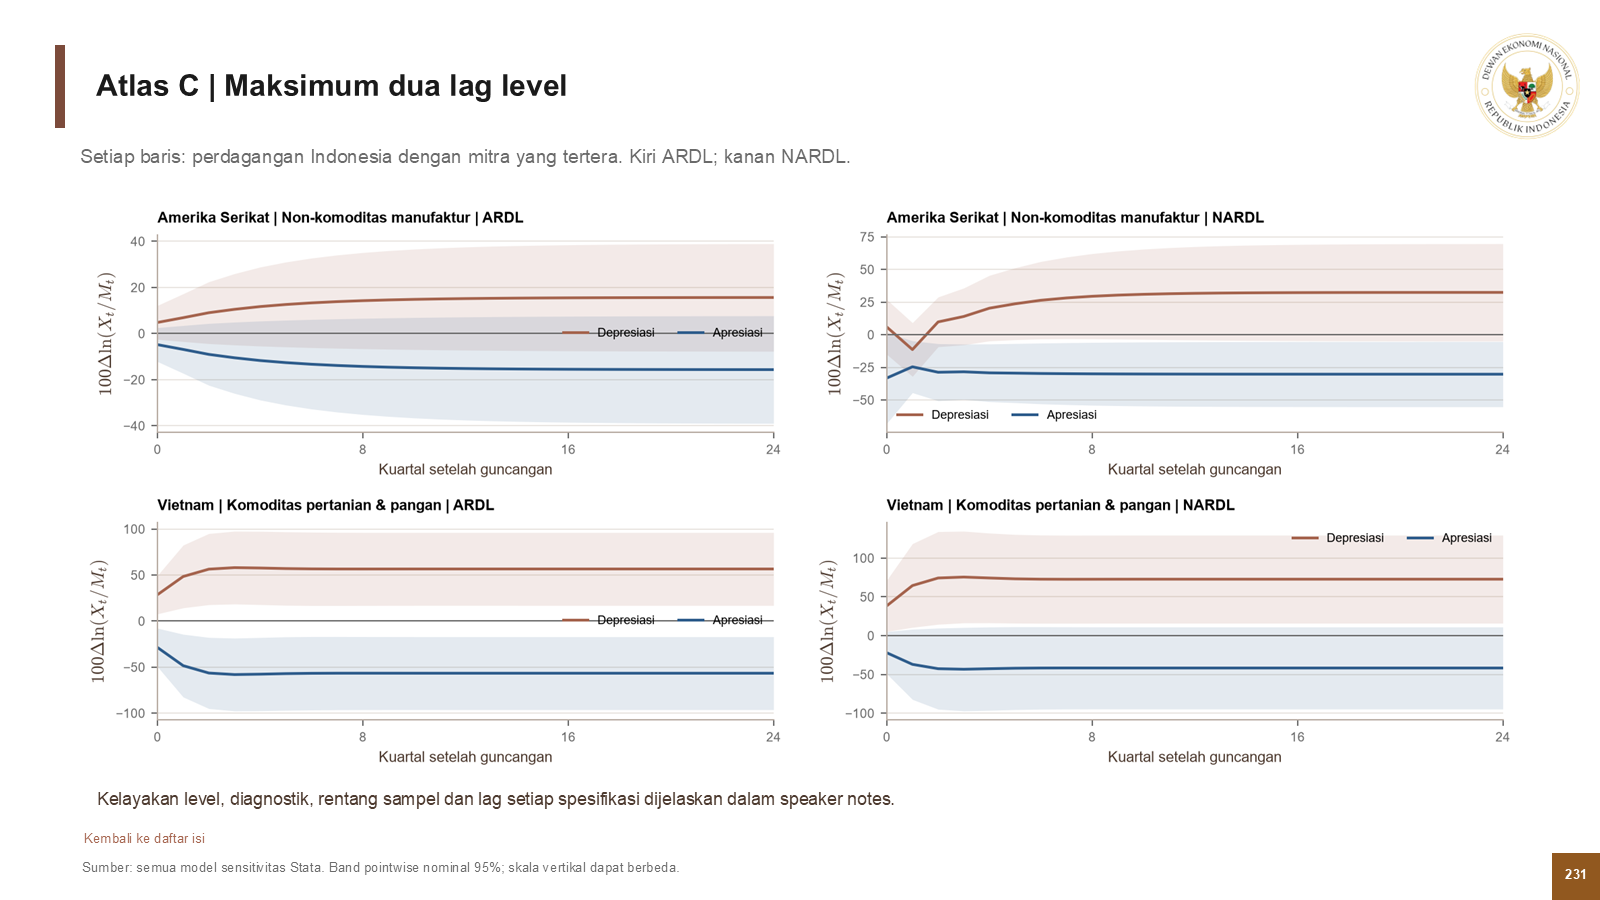 Atlas C | Maksimum dua lag level
DEWAN EKONOMI NASIONAL
REPUBLIK INDONESIA
Setiap baris: perdagangan Indonesia dengan mitra yang tertera. Kiri ARDL; kanan NARDL.
Amerika Serikat | Non-komoditas manufaktur | ARDL
100Δln(Xₜ/Mₜ)
40
20
0
−20
−40
Depresiasi
Apresiasi
0 8 16 24
Kuartal setelah guncangan
Amerika Serikat | Non-komoditas manufaktur | NARDL
100Δln(Xₜ/Mₜ)
75
50
25
0
−25
−50
Depresiasi
Apresiasi
0 8 16 24
Kuartal setelah guncangan
Vietnam | Komoditas pertanian & pangan | ARDL
100Δln(Xₜ/Mₜ)
100
50
0
−50
−100
Depresiasi
Apresiasi
0 8 16 24
Kuartal setelah guncangan
Vietnam | Komoditas pertanian & pangan | NARDL
100Δln(Xₜ/Mₜ)
100
50
0
−50
−100
Depresiasi
Apresiasi
0 8 16 24
Kuartal setelah guncangan
Kelayakan level, diagnostik, rentang sampel dan lag setiap spesifikasi dijelaskan dalam speaker notes.
Kembali ke daftar isi
Sumber: semua model sensitivitas Stata. Band pointwise nominal 95%; skala vertikal dapat berbeda.
231